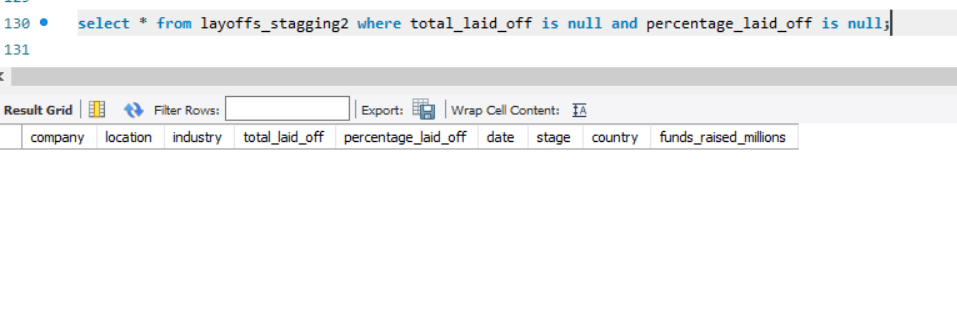 130 select * from layoffs_stagging2 where total_laid_off is null and percentage_laid_off is null;
131
Result Grid Filter Rows: Export: Wrap Cell Content: IA
company location industry total_laid_off percentage_laid_off date stage country funds_raised_millions